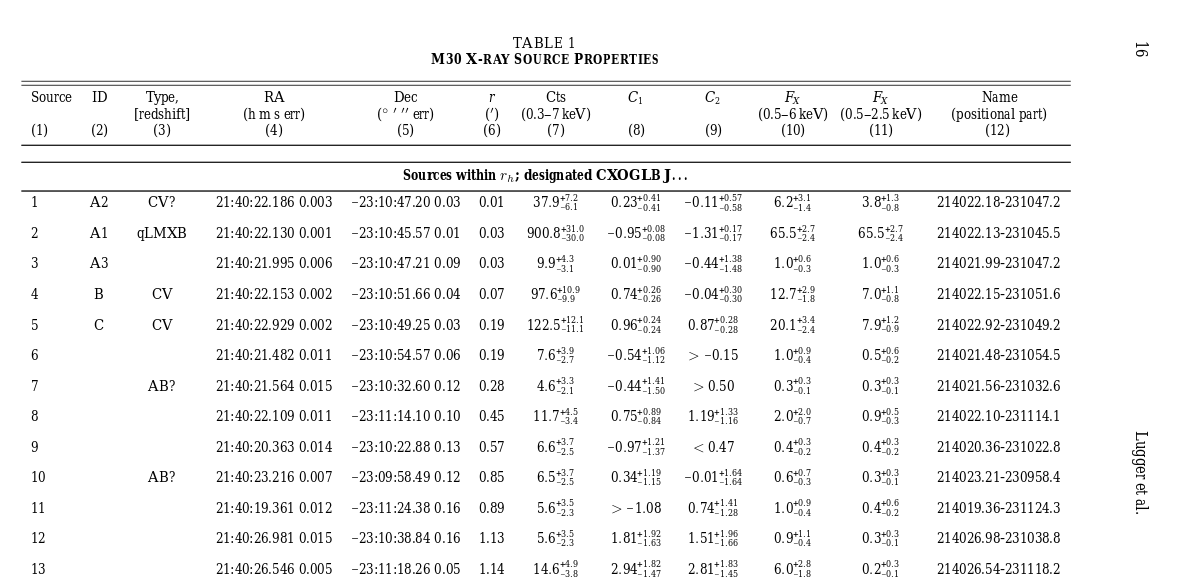 TABLE 1
M30 X-RAY SOURCE PROPERTIES
Source ID Type, RA Dec r Cts C1 C2 FX FX Name
[redshift] (h m s err) (° ′ ′′ err) (′) (0.3–7 keV) (0.5–6 keV) (0.5–2.5 keV) (positional part)
(1) (2) (3) (4) (5) (6) (7) (8) (9) (10) (11) (12)
Sources within rh; designated CXOGLB J...
1 A2 CV? 21:40:22.186 0.003 –23:10:47.20 0.03 0.01 37.9+7.2–6.1 0.23+0.41–0.41 –0.11+0.57–0.58 6.2+3.1–1.4 3.8+1.3–0.8 214022.18-231047.2
2 A1 qLMXB 21:40:22.130 0.001 –23:10:45.57 0.01 0.03 900.8+31.0–30.0 –0.95+0.08–0.08 –1.31+0.17–0.17 65.5+2.7–2.4 65.5+2.7–2.4 214022.13-231045.5
3 A3 21:40:21.995 0.006 –23:10:47.21 0.09 0.03 9.9+4.3–3.1 0.01+0.90–0.90 –0.44+1.38–1.48 1.0+0.6–0.3 1.0+0.6–0.3 214021.99-231047.2
4 B CV 21:40:22.153 0.002 –23:10:51.66 0.04 0.07 97.6+10.9–9.9 0.74+0.26–0.26 –0.04+0.30–0.30 12.7+2.9–1.8 7.0+1.1–0.8 214022.15-231051.6
5 C CV 21:40:22.929 0.002 –23:10:49.25 0.03 0.19 122.5+12.1–11.1 0.96+0.24–0.24 0.87+0.28–0.28 20.1+3.4–2.4 7.9+1.2–0.9 214022.92-231049.2
6 21:40:21.482 0.011 –23:10:54.57 0.06 0.19 7.6+3.9–2.7 –0.54+1.06–1.12 > –0.15 1.0+0.9–0.4 0.5+0.6–0.2 214021.48-231054.5
7 AB? 21:40:21.564 0.015 –23:10:32.60 0.12 0.28 4.6+3.3–2.1 –0.44+1.41–1.50 > 0.50 0.3+0.3–0.1 0.3+0.3–0.1 214021.56-231032.6
8 21:40:22.109 0.011 –23:11:14.10 0.10 0.45 11.7+4.5–3.4 0.75+0.89–0.84 1.19+1.33–1.16 2.0+2.0–0.7 0.9+0.5–0.3 214022.10-231114.1
9 21:40:20.363 0.014 –23:10:22.88 0.13 0.57 6.6+3.7–2.5 –0.97+1.21–1.37 < 0.47 0.4+0.3–0.2 0.4+0.3–0.2 214020.36-231022.8
10 AB? 21:40:23.216 0.007 –23:09:58.49 0.12 0.85 6.5+3.7–2.5 0.34+1.19–1.15 –0.01+1.64–1.64 0.6+0.7–0.3 0.3+0.3–0.1 214023.21-230958.4
11 21:40:19.361 0.012 –23:11:24.38 0.16 0.89 5.6+3.5–2.3 > –1.08 0.74+1.41–1.28 1.0+0.9–0.4 0.4+0.6–0.2 214019.36-231124.3
12 21:40:26.981 0.015 –23:10:38.84 0.16 1.13 5.6+3.5–2.3 1.81+1.92–1.63 1.51+1.96–1.66 0.9+1.1–0.4 0.3+0.3–0.1 214026.98-231038.8
13 21:40:26.546 0.005 –23:11:18.26 0.05 1.14 14.6+4.9–3.8 2.94+1.82–1.47 2.81+1.83–1.45 6.0+2.8–1.8 0.2+0.3–0.1 214026.54-231118.2
16
Lugger et al.